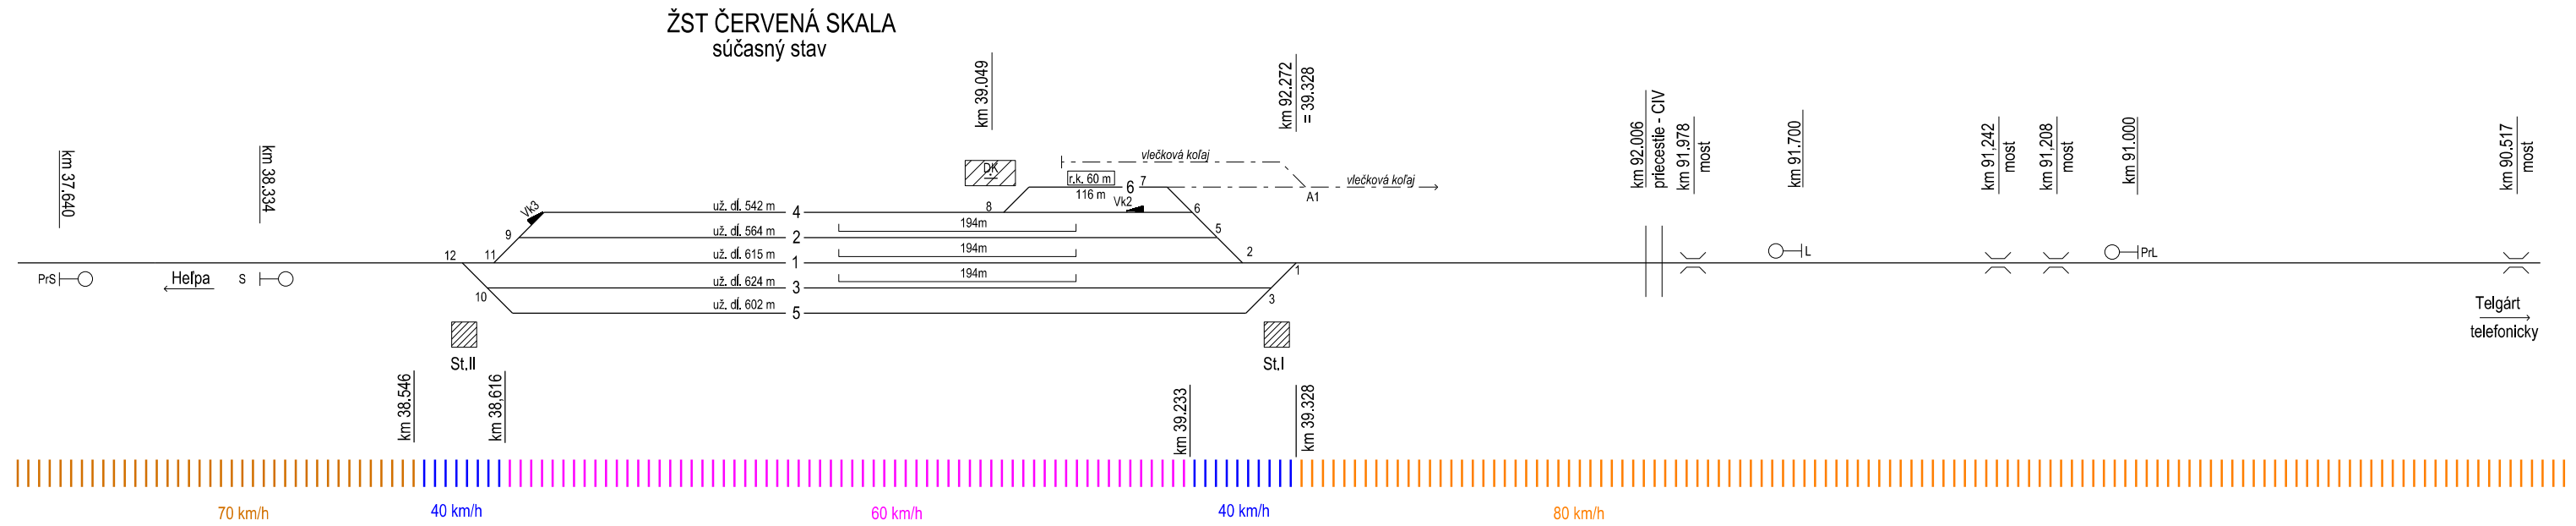 ŽST ČERVENÁ SKALA
súčasný stav
km 37.640
km 38.334
km 39.049
km 92.272
= 39.328
km 92.006
priecestie - CIV
km 91.978
most
km 91.700
km 91,242
most
km 91,208
most
km 91.000
km 90.517
most
DK
vlečková koľaj
r.k. 60 m
7
6
116 m
vlečková koľaj
A1
Vk3
už. dĺ. 542 m
4
8
Vk2
6
194m
9
už. dĺ. 564 m
2
5
194m
12
11
už. dĺ. 615 m
1
2
L
PrL
PrS
Heľpa
S
194m
1
10
už. dĺ. 624 m
3
3
už. dĺ. 602 m
5
St.II
St.I
Telgárt
telefonicky
km 38.546
km 38,616
km 39.233
km 39.328
70 km/h
40 km/h
60 km/h
40 km/h
80 km/h